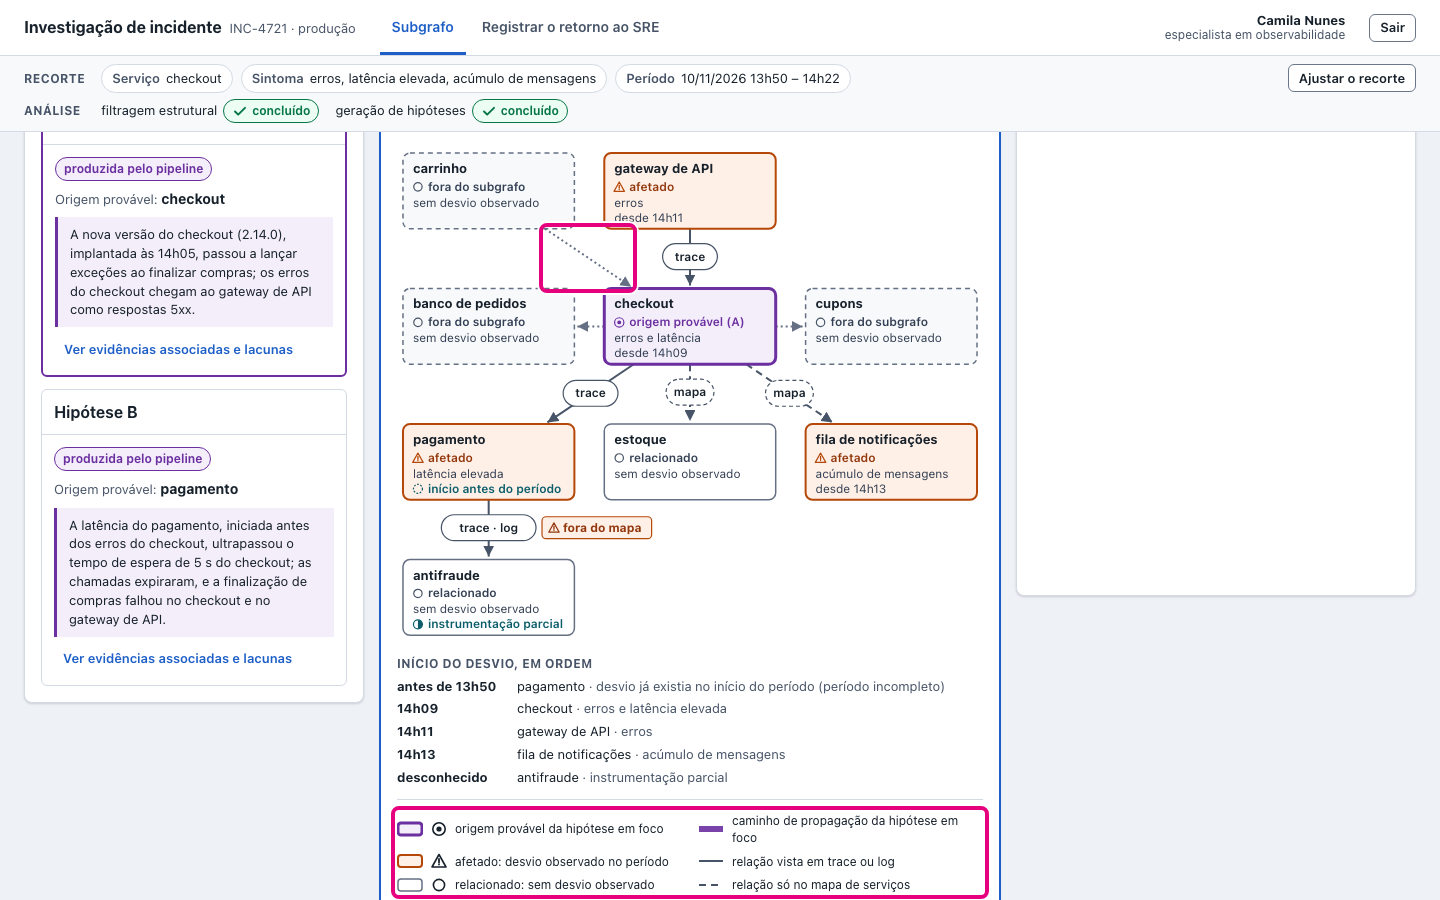 Investigação de incidente INC-4721 · produção
Subgrafo
Registrar o retorno ao SRE
Camila Nunes
especialista em observabilidade
Sair
RECORTE
Serviço checkout
Sintoma erros, latência elevada, acúmulo de mensagens
Período 10/11/2026 13h50 – 14h22
Ajustar o recorte
ANÁLISE
filtragem estrutural concluído
geração de hipóteses concluído
produzida pelo pipeline
Origem provável: checkout
A nova versão do checkout (2.14.0),
implantada às 14h05, passou a lançar
exceções ao finalizar compras; os erros
do checkout chegam ao gateway de API
como respostas 5xx.
Ver evidências associadas e lacunas
Hipótese B
produzida pelo pipeline
Origem provável: pagamento
A latência do pagamento, iniciada antes
dos erros do checkout, ultrapassou o
tempo de espera de 5 s do checkout; as
chamadas expiraram, e a finalização de
compras falhou no checkout e no
gateway de API.
Ver evidências associadas e lacunas
carrinho
fora do subgrafo
sem desvio observado
gateway de API
afetado
erros
desde 14h11
trace
banco de pedidos
fora do subgrafo
sem desvio observado
checkout
origem provável (A)
erros e latência
desde 14h09
cupons
fora do subgrafo
sem desvio observado
trace
mapa
mapa
pagamento
afetado
latência elevada
início antes do período
estoque
relacionado
sem desvio observado
fila de notificações
afetado
acúmulo de mensagens
desde 14h13
trace · log
fora do mapa
antifraude
relacionado
sem desvio observado
instrumentação parcial
INÍCIO DO DESVIO, EM ORDEM
antes de 13h50 pagamento · desvio já existia no início do período (período incompleto)
14h09 checkout · erros e latência elevada
14h11 gateway de API · erros
14h13 fila de notificações · acúmulo de mensagens
desconhecido antifraude · instrumentação parcial
origem provável da hipótese em foco
caminho de propagação da hipótese em
foco
afetado: desvio observado no período
relação vista em trace ou log
relacionado: sem desvio observado
relação só no mapa de serviços